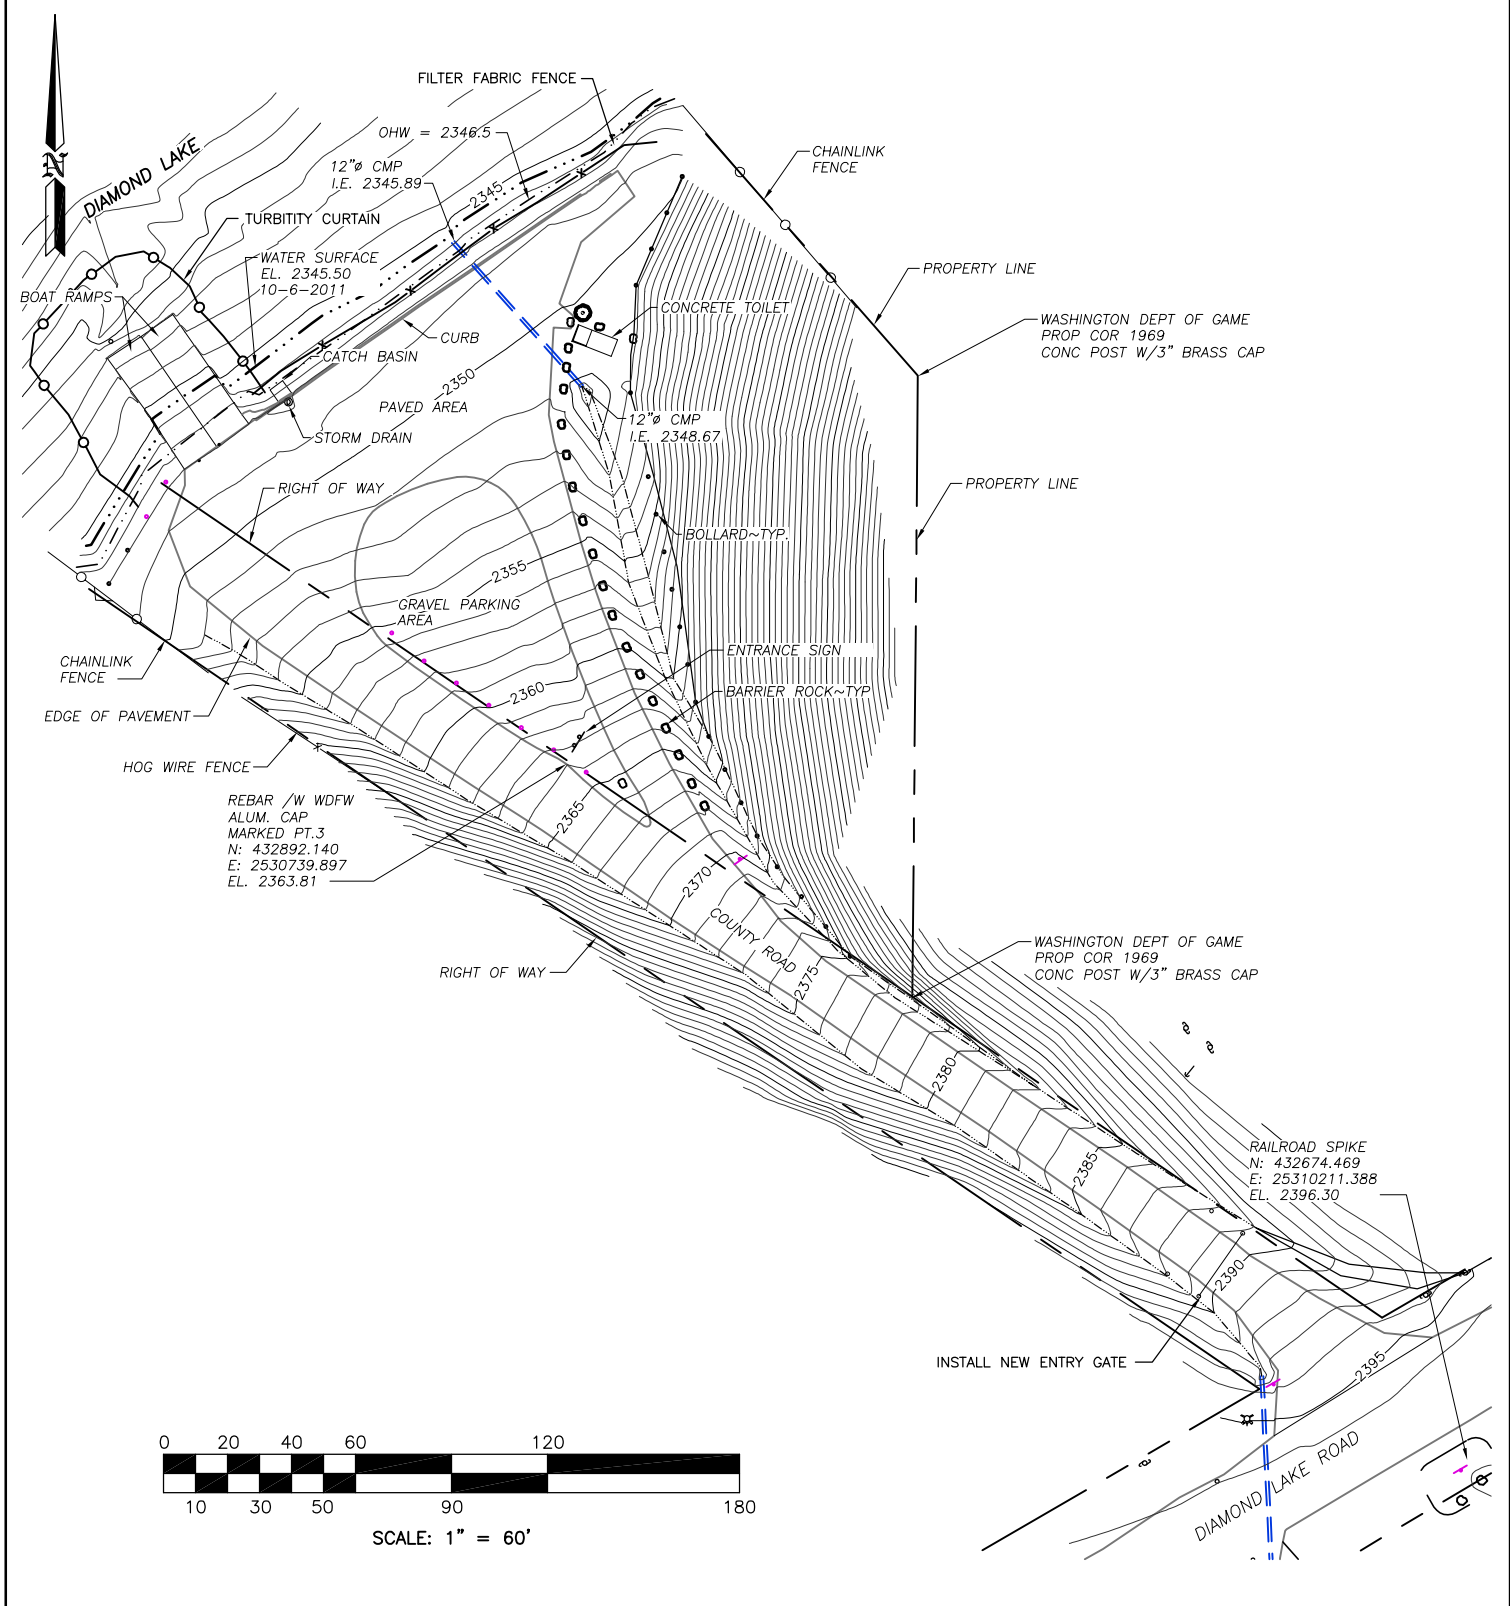 FILTER FABRIC FENCE
OHW = 2346.5
12"ø CMP
I.E. 2345.89
CHAINLINK
FENCE
N
DIAMOND LAKE
2345
TURBITITY CURTAIN
WATER SURFACE
EL. 2345.50
10-6-2011
PROPERTY LINE
BOAT RAMPS
CONCRETE TOILET
WASHINGTON DEPT OF GAME
PROP COR 1969
CONC POST W/3" BRASS CAP
CURB
CATCH BASIN
2350
PAVED AREA
12"ø CMP
I.E. 2348.67
STORM DRAIN
RIGHT OF WAY
PROPERTY LINE
BOLLARD~TYP.
2355
GRAVEL PARKING
AREA
ENTRANCE SIGN
CHAINLINK
FENCE
2360
BARRIER ROCK~TYP
EDGE OF PAVEMENT
HOG WIRE FENCE
REBAR /W WDFW
ALUM. CAP
MARKED PT.3
N: 432892.140
E: 2530739.897
EL. 2363.81
2365
2370
COUNTY ROAD
WASHINGTON DEPT OF GAME
PROP COR 1969
CONC POST W/3" BRASS CAP
RIGHT OF WAY
2375
2380
2385
RAILROAD SPIKE
N: 432674.469
E: 25310211.388
EL. 2396.30
2390
INSTALL NEW ENTRY GATE
2395
DIAMOND LAKE ROAD
0 20 40 60 120
10 30 50 90 180
SCALE: 1" = 60'